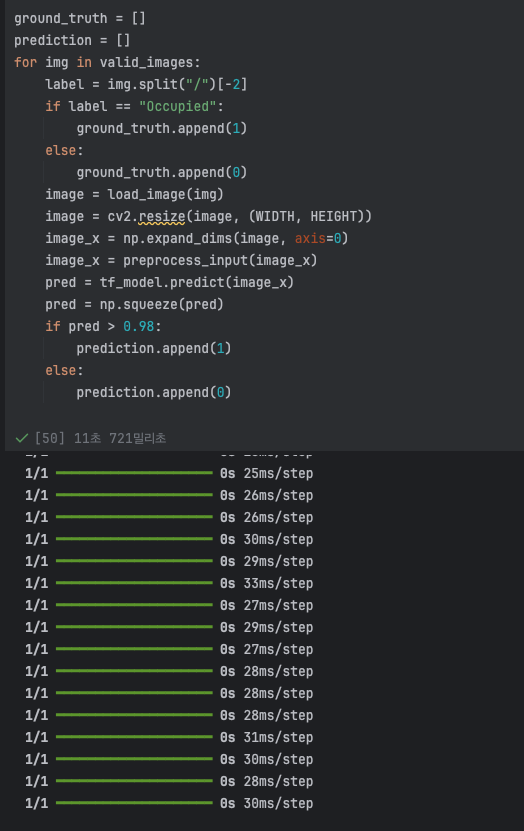 ground_truth = []
prediction = []
for img in valid_images:
    label = img.split("/")[-2]
    if label == "Occupied":
        ground_truth.append(1)
    else:
        ground_truth.append(0)
    image = load_image(img)
    image = cv2.resize(image, (WIDTH, HEIGHT))
    image_x = np.expand_dims(image, axis=0)
    image_x = preprocess_input(image_x)
    pred = tf_model.predict(image_x)
    pred = np.squeeze(pred)
    if pred > 0.98:
        prediction.append(1)
    else:
        prediction.append(0)
[50] 11초 721밀리초
1/1 0s 25ms/step
1/1 0s 26ms/step
1/1 0s 26ms/step
1/1 0s 30ms/step
1/1 0s 29ms/step
1/1 0s 33ms/step
1/1 0s 27ms/step
1/1 0s 29ms/step
1/1 0s 27ms/step
1/1 0s 28ms/step
1/1 0s 28ms/step
1/1 0s 28ms/step
1/1 0s 31ms/step
1/1 0s 30ms/step
1/1 0s 28ms/step
1/1 0s 30ms/step